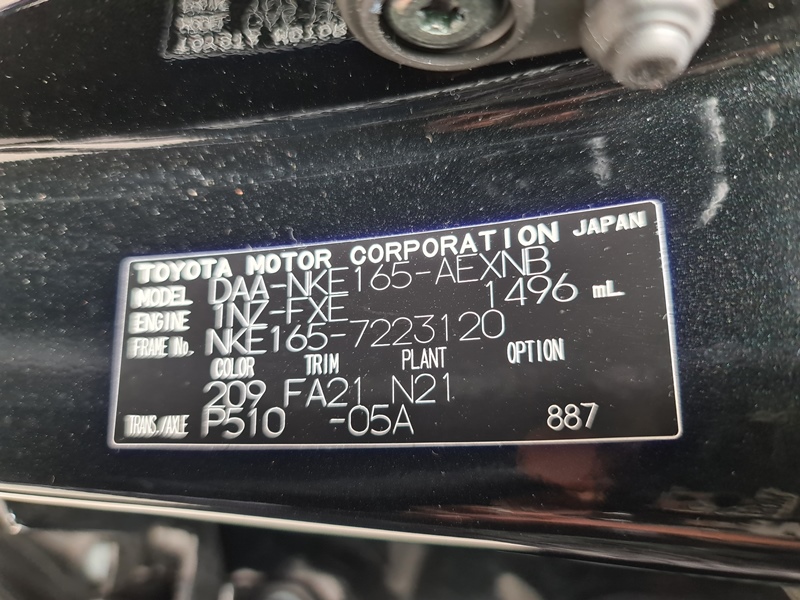 TOYOTA MOTOR CORPORATION JAPAN
MODEL DAA-NKE165-AEXNB
ENGINE 1NZ-FXE 1496 mL
FRAME No. NKE165-7223120
COLOR TRIM PLANT OPTION
209 FA21 N21
TRANS./AXLE P510 -05A 887